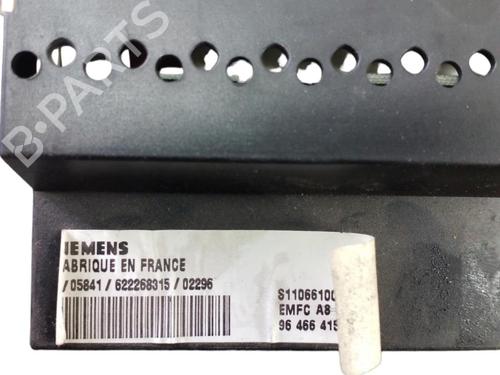 B-PARTS
IEMENS
ABRIQUE EN FRANCE
/ 05841 / 622268315 / 02296
S11066100
EMFC A8
96 466 415